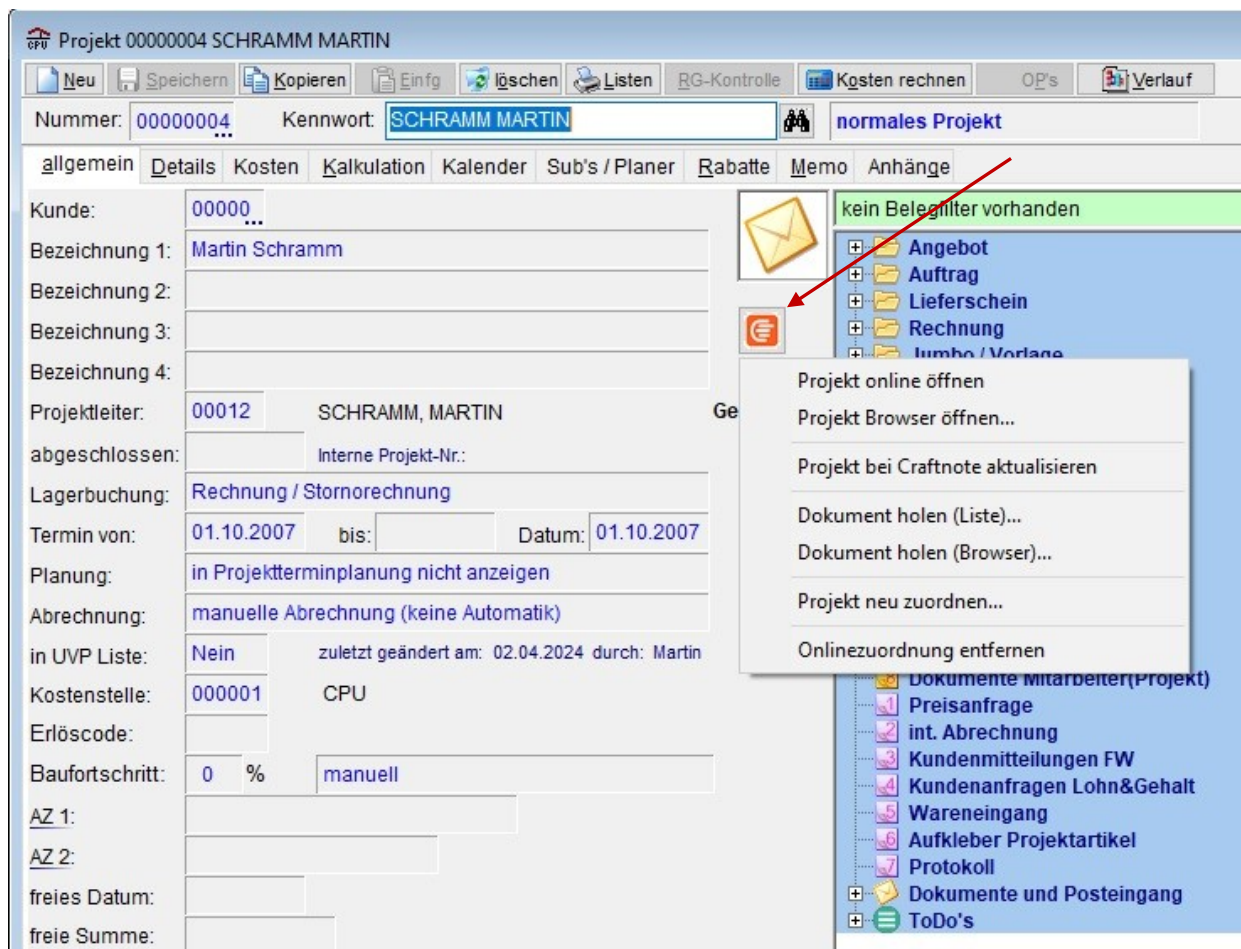 Projekt 00000004 SCHRAMM MARTIN
Neu Speichern Kopieren Einfg löschen Listen RG-Kontrolle Kosten rechnen OP's Verlauf
Nummer: 00000004 Kennwort: SCHRAMM MARTIN normales Projekt
allgemein Details Kosten Kalkulation Kalender Sub's / Planer Rabatte Memo Anhänge
Kunde: 00000
Bezeichnung 1: Martin Schramm
Bezeichnung 2:
Bezeichnung 3:
Bezeichnung 4:
Projektleiter: 00012 SCHRAMM, MARTIN Ge
abgeschlossen: Interne Projekt-Nr.:
Lagerbuchung: Rechnung / Stornorechnung
Termin von: 01.10.2007 bis: Datum: 01.10.2007
Planung: in Projektterminplanung nicht anzeigen
Abrechnung: manuelle Abrechnung (keine Automatik)
in UVP Liste: Nein zuletzt geändert am: 02.04.2024 durch: Martin
Kostenstelle: 000001 CPU
Erlöscode:
Baufortschritt: 0 % manuell
AZ 1:
AZ 2:
freies Datum:
freie Summe:
kein Belegfilter vorhanden
Angebot
Auftrag
Lieferschein
Rechnung
Jumbo / Vorlage
Projekt online öffnen
Projekt Browser öffnen...
Projekt bei Craftnote aktualisieren
Dokument holen (Liste)...
Dokument holen (Browser)...
Projekt neu zuordnen...
Onlinezuordnung entfernen
Dokumente Mitarbeiter(Projekt)
Preisanfrage
int. Abrechnung
Kundenmitteilungen FW
Kundenanfragen Lohn&Gehalt
Wareneingang
Aufkleber Projektartikel
Protokoll
Dokumente und Posteingang
ToDo's